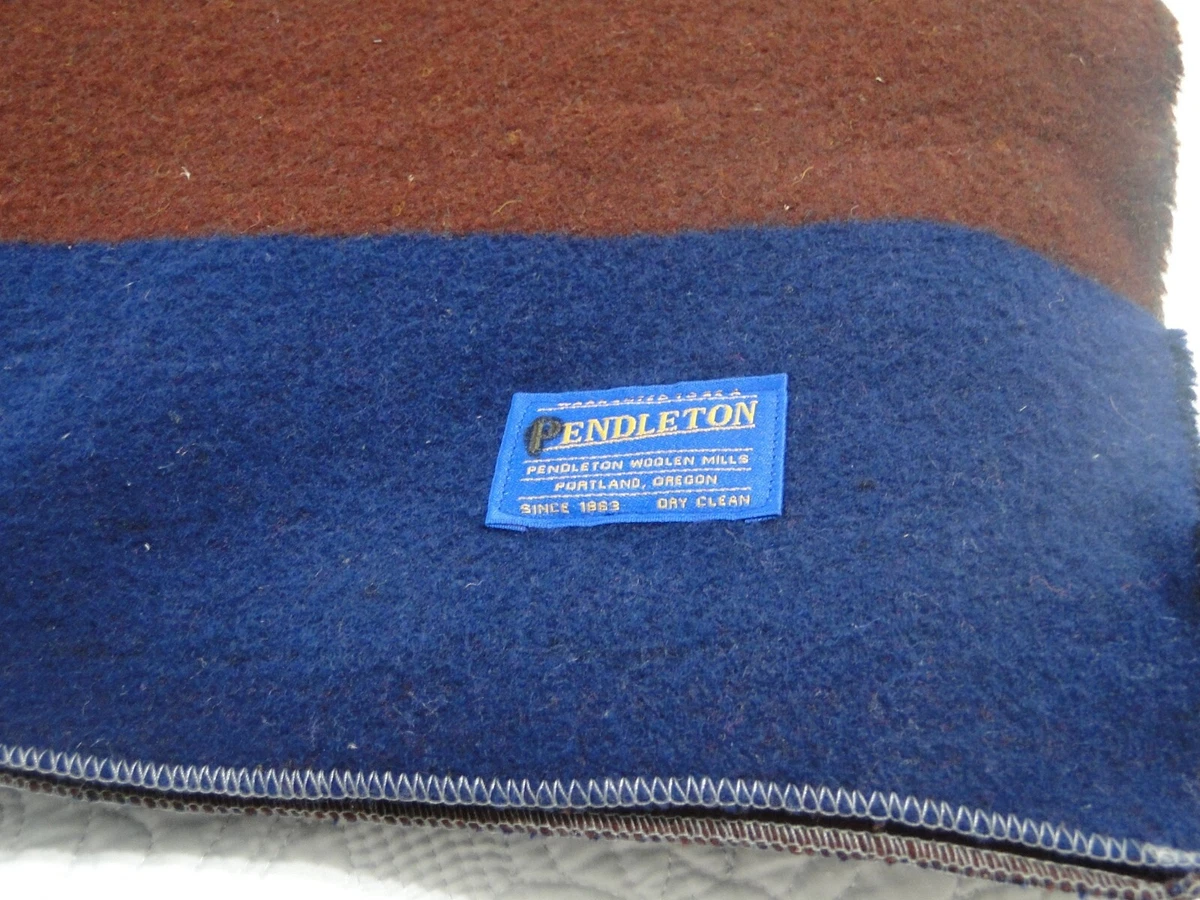 PENDLETON
PENDLETON WOOLEN MILLS
PORTLAND, OREGON
SINCE 1863 DRY CLEAN